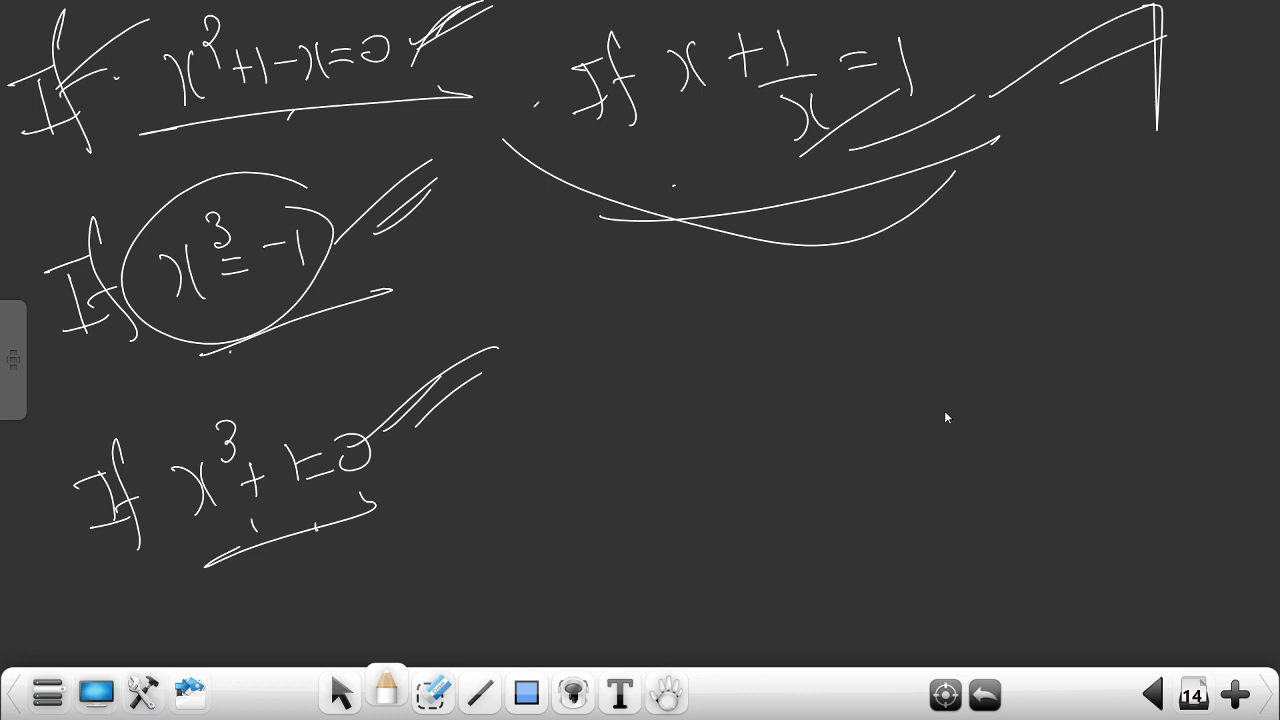 If x²+1-x=0
If x+1/x=1
If x³=-1
If x³+1=0
14